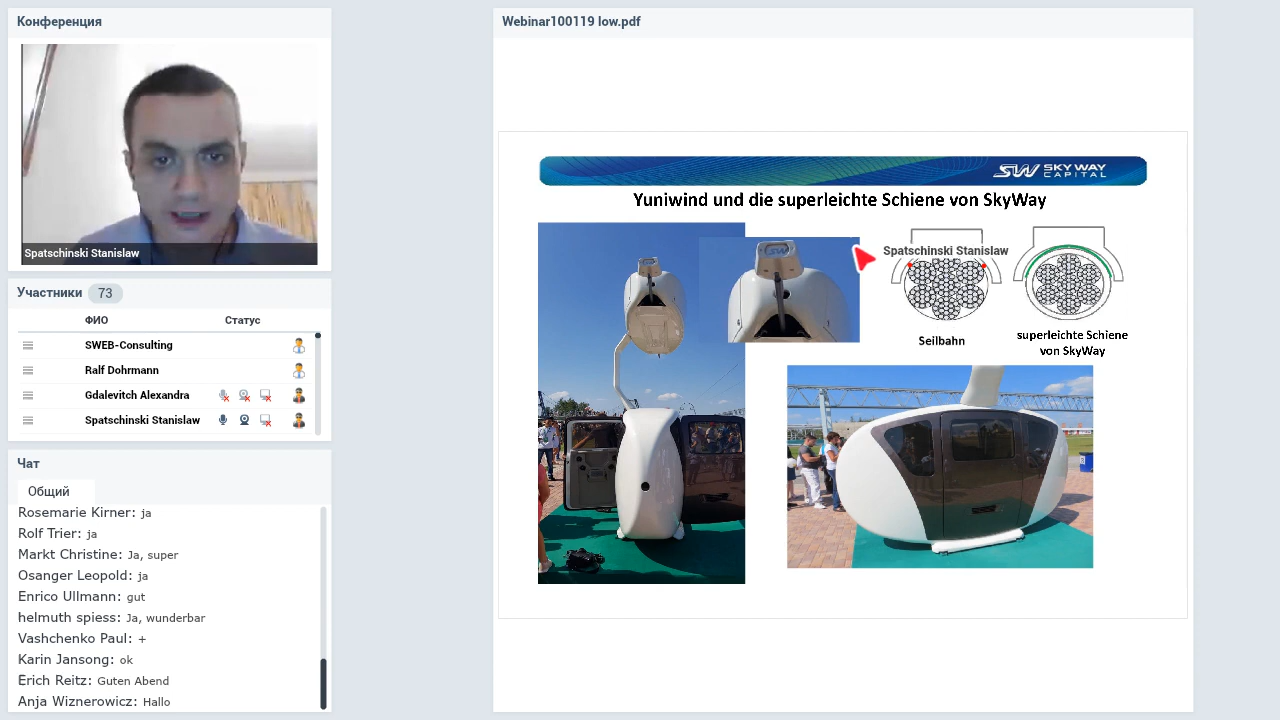 Конференция
Spatschinski Stanislaw
Участники 73
ФИО Статус
SWEB-Consulting
Ralf Dohrmann
Gdalevitch Alexandra
Spatschinski Stanislaw
Чат
Общий
Rosemarie Kirner: ja
Rolf Trier: ja
Markt Christine: Ja, super
Osanger Leopold: ja
Enrico Ullmann: gut
helmuth spiess: Ja, wunderbar
Vashchenko Paul: +
Karin Jansong: ok
Erich Reitz: Guten Abend
Anja Wiznerowicz: Hallo
Webinar100119 low.pdf
SW SKY WAY
CAPITAL
Yuniwind und die superleichte Schiene von SkyWay
Spatschinski Stanislaw
Seilbahn
superleichte Schiene
von SkyWay